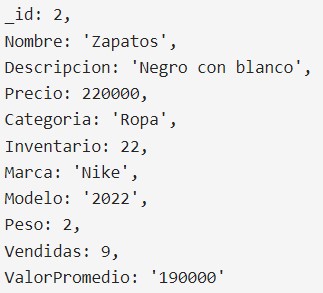 _id: 2,
Nombre: 'Zapatos',
Descripcion: 'Negro con blanco',
Precio: 220000,
Categoria: 'Ropa',
Inventario: 22,
Marca: 'Nike',
Modelo: '2022',
Peso: 2,
Vendidas: 9,
ValorPromedio: '190000'